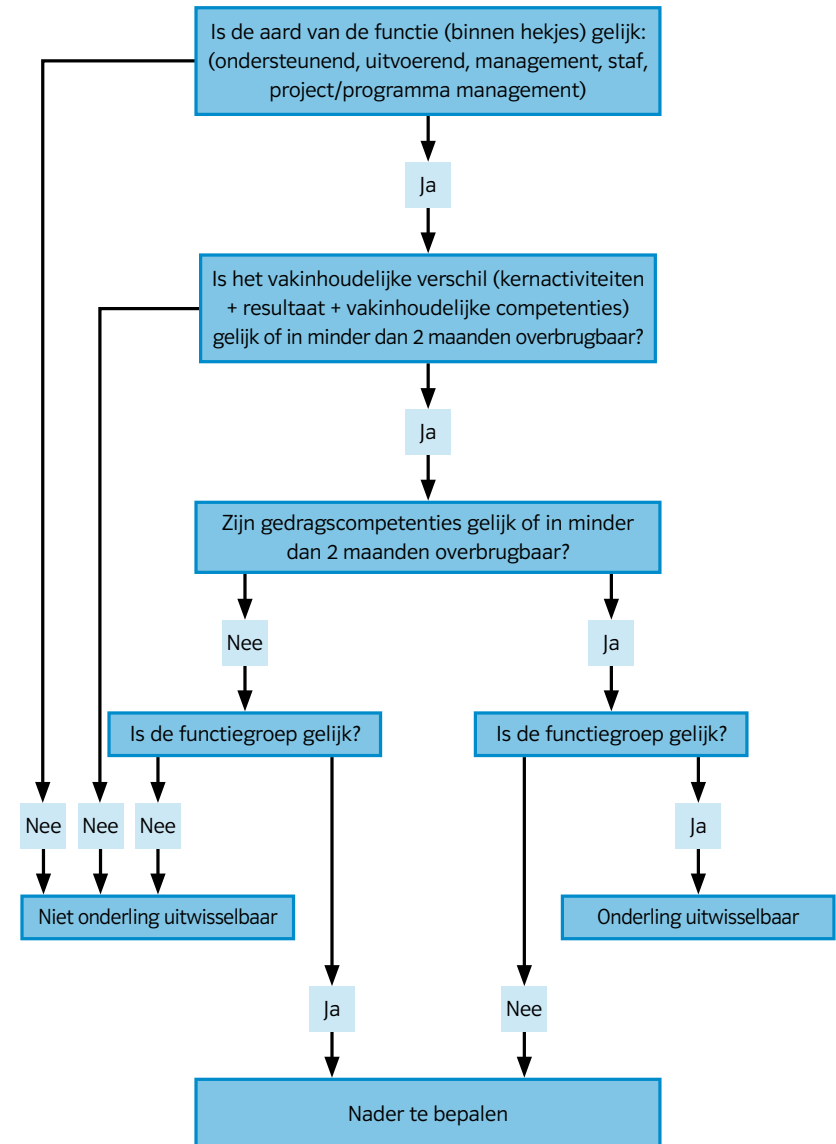 Is de aard van de functie (binnen hekjes) gelijk:
(ondersteunend, uitvoerend, management, staf,
project/programma management)
Ja
Is het vakinhoudelijke verschil (kernactiviteiten
+ resultaat + vakinhoudelijke competenties)
gelijk of in minder dan 2 maanden overbrugbaar?
Ja
Zijn gedragscompetenties gelijk of in minder
dan 2 maanden overbrugbaar?
Nee
Ja
Is de functiegroep gelijk?
Is de functiegroep gelijk?
Nee
Nee
Nee
Ja
Niet onderling uitwisselbaar
Onderling uitwisselbaar
Ja
Nee
Nader te bepalen